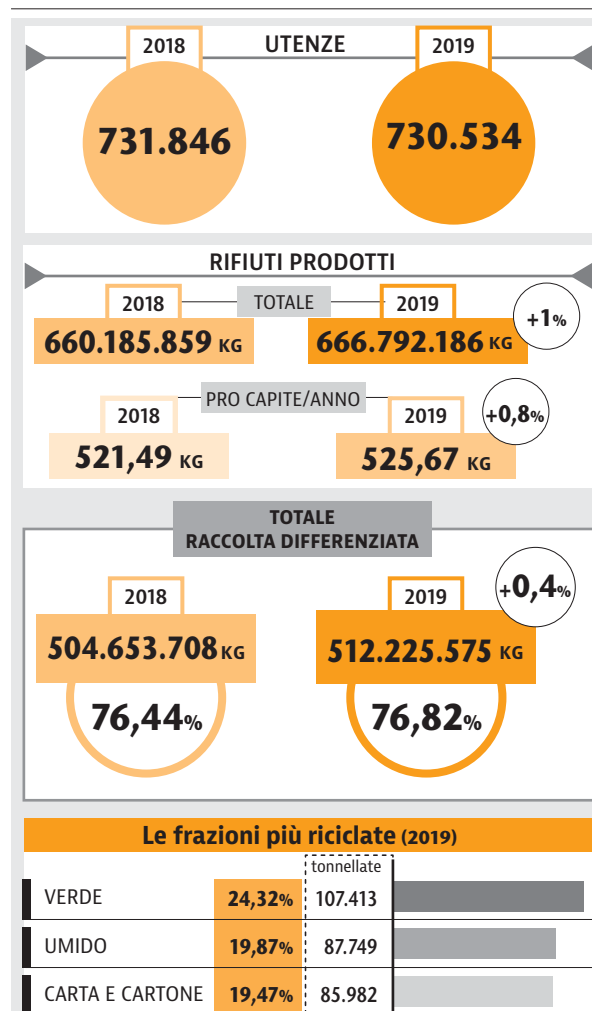 2018 UTENZE 2019
731.846 730.534
RIFIUTI PRODOTTI
2018 TOTALE 2019
660.185.859 KG 666.792.186 KG +1%
PRO CAPITE/ANNO
2018 2019 +0,8%
521,49 KG 525,67 KG
TOTALE
RACCOLTA DIFFERENZIATA
2018 2019 +0,4%
504.653.708 KG 512.225.575 KG
76,44% 76,82%
Le frazioni più riciclate (2019)
tonnellate
VERDE 24,32% 107.413
UMIDO 19,87% 87.749
CARTA E CARTONE 19,47% 85.982